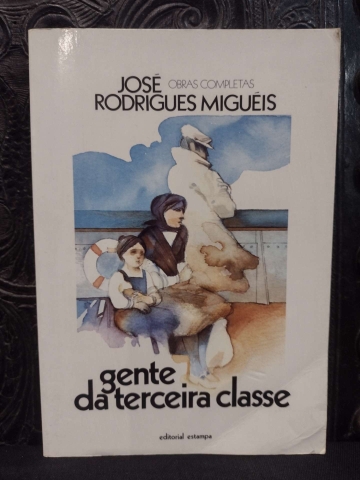 JOSÉ OBRAS COMPLETAS
RODRIGUES MIGUÉIS
gente
da terceira classe
editorial estampa